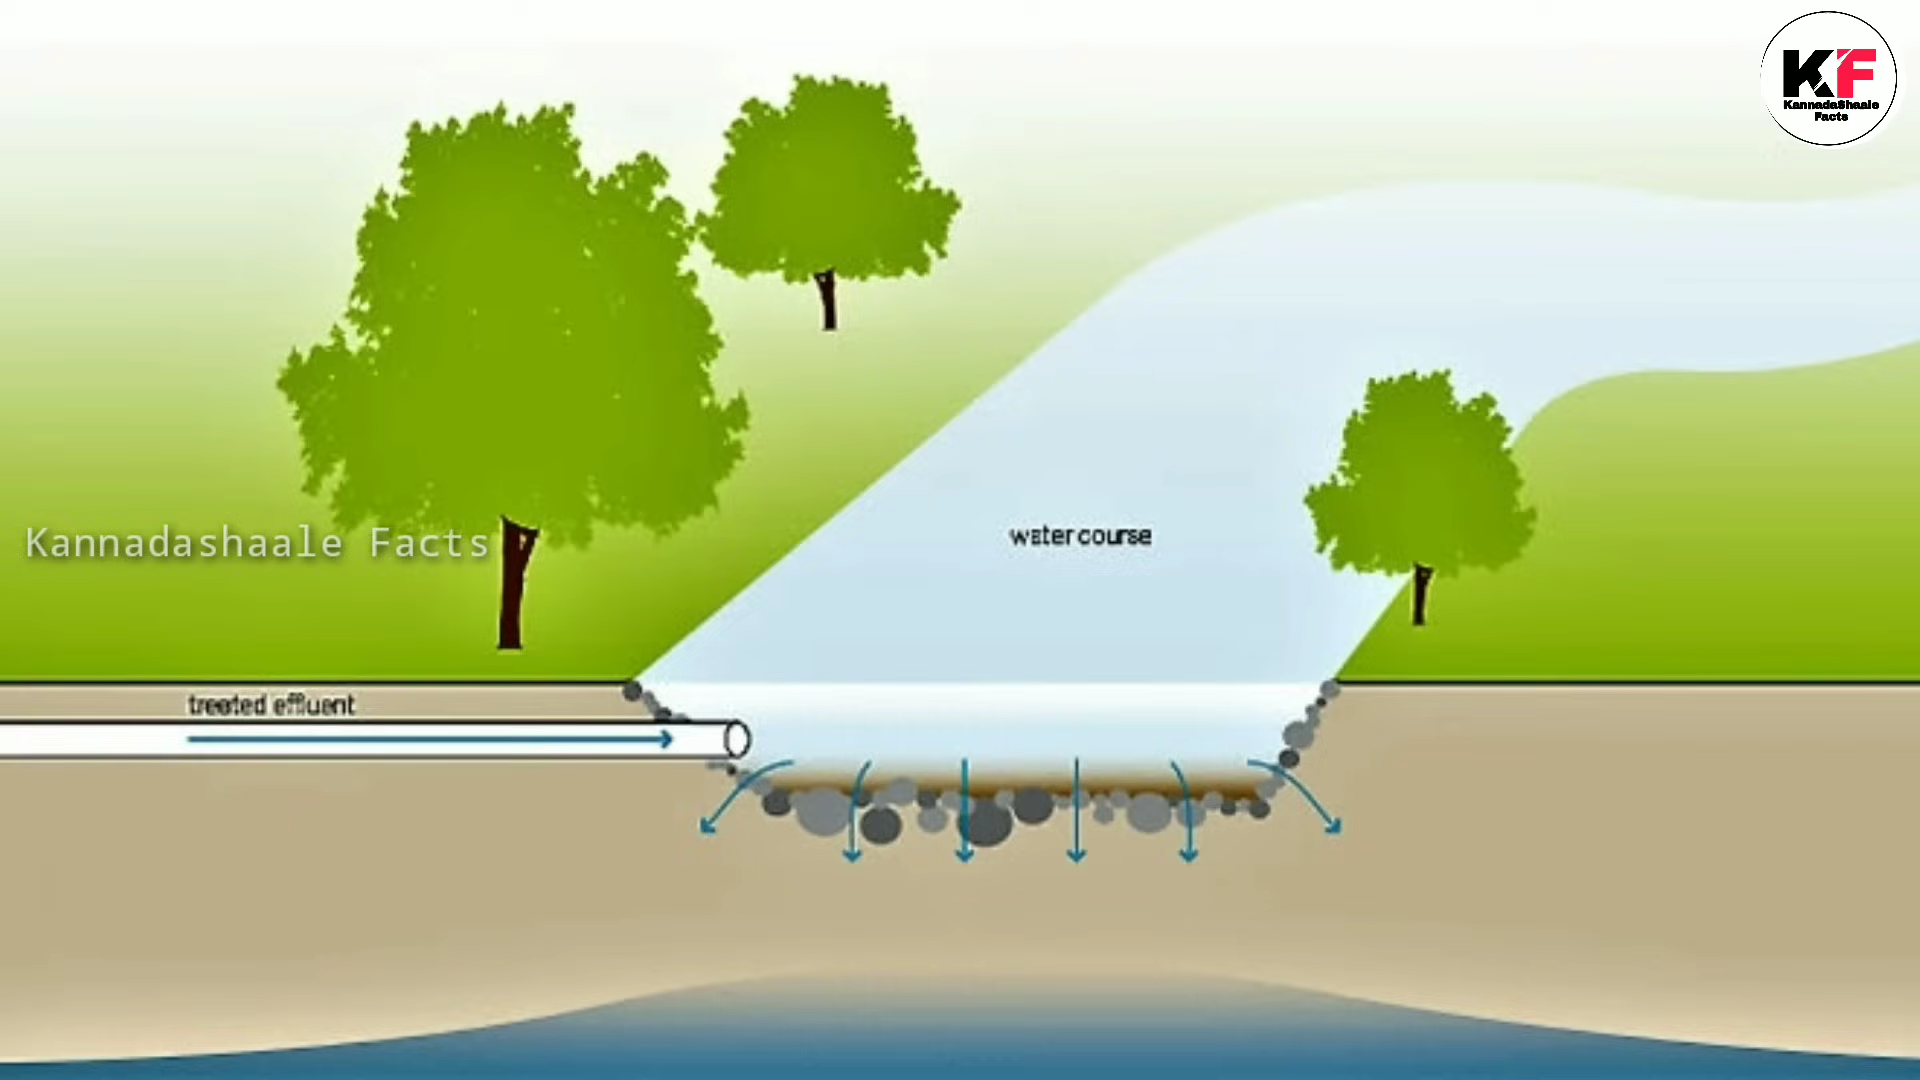 KF
KannadaShaale
Facts
water course
Kannadashaale Facts
treated effluent